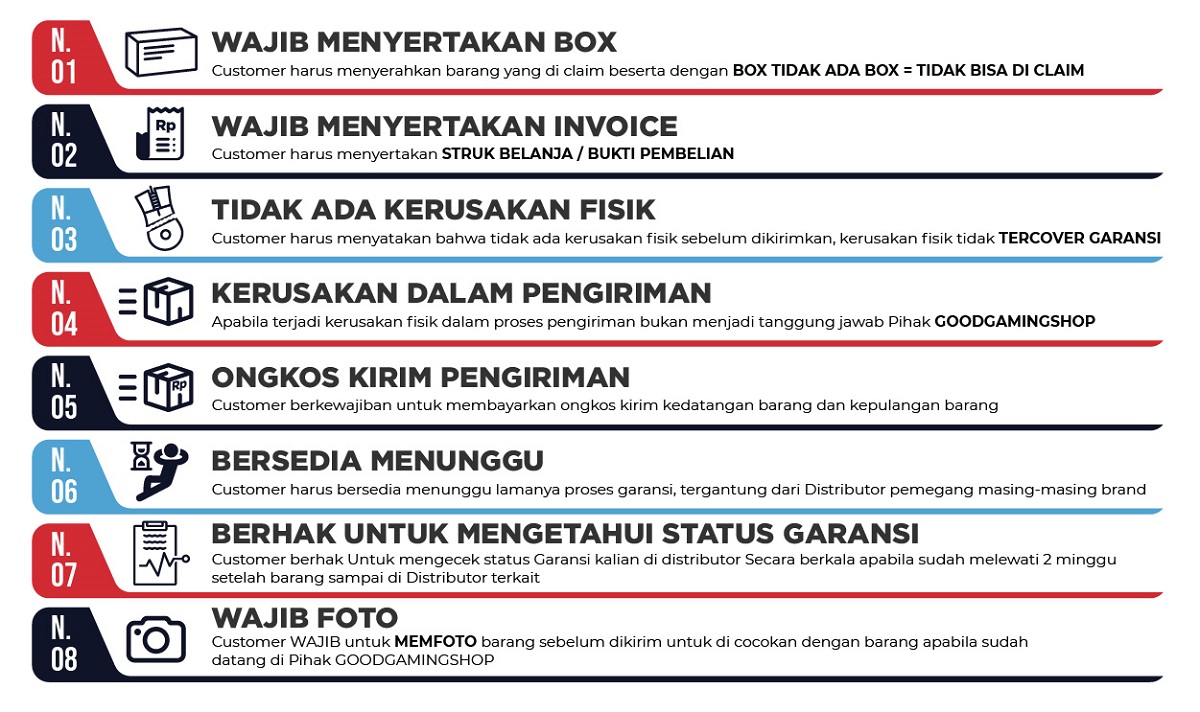 N.
01
WAJIB MENYERTAKAN BOX
Customer harus menyerahkan barang yang di claim beserta dengan BOX TIDAK ADA BOX = TIDAK BISA DI CLAIM
N.
02
Rp
WAJIB MENYERTAKAN INVOICE
Customer harus menyertakan STRUK BELANJA / BUKTI PEMBELIAN
N.
03
TIDAK ADA KERUSAKAN FISIK
Customer harus menyatakan bahwa tidak ada kerusakan fisik sebelum dikirimkan, kerusakan fisik tidak TERCOVER GARANSI
N.
04
KERUSAKAN DALAM PENGIRIMAN
Apabila terjadi kerusakan fisik dalam proses pengiriman bukan menjadi tanggung jawab Pihak GOODGAMINGSHOP
N.
05
Rp
ONGKOS KIRIM PENGIRIMAN
Customer berkewajiban untuk membayarkan ongkos kirim kedatangan barang dan kepulangan barang
N.
06
BERSEDIA MENUNGGU
Customer harus bersedia menunggu lamanya proses garansi, tergantung dari Distributor pemegang masing-masing brand
N.
07
BERHAK UNTUK MENGETAHUI STATUS GARANSI
Customer berhak Untuk mengecek status Garansi kalian di distributor Secara berkala apabila sudah melewati 2 minggu
setelah barang sampai di Distributor terkait
N.
08
WAJIB FOTO
Customer WAJIB untuk MEMFOTO barang sebelum dikirim untuk di cocokan dengan barang apabila sudah
datang di Pihak GOODGAMINGSHOP